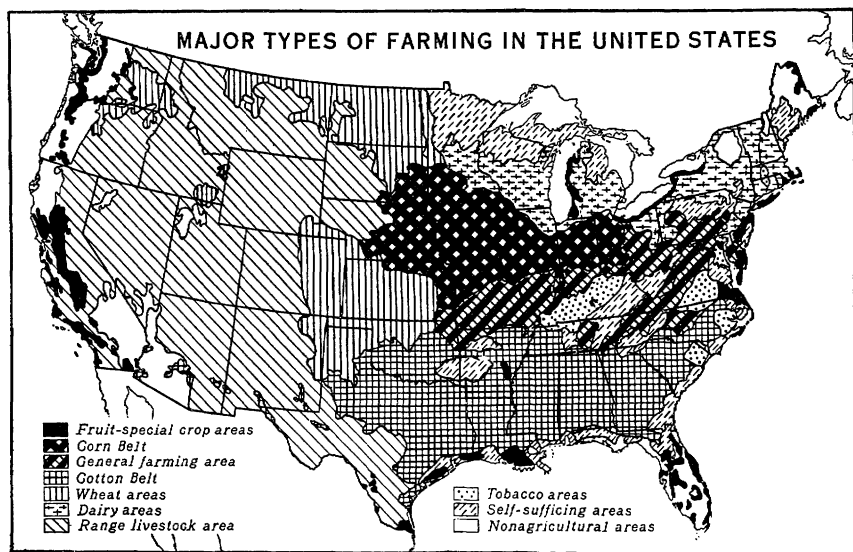 MAJOR TYPES OF FARMING IN THE UNITED STATES
Fruit-special crop areas
Corn Belt
General farming area
Cotton Belt
Wheat areas
Dairy areas
Range livestock area
Tobacco areas
Self-sufficing areas
Nonagricultural areas